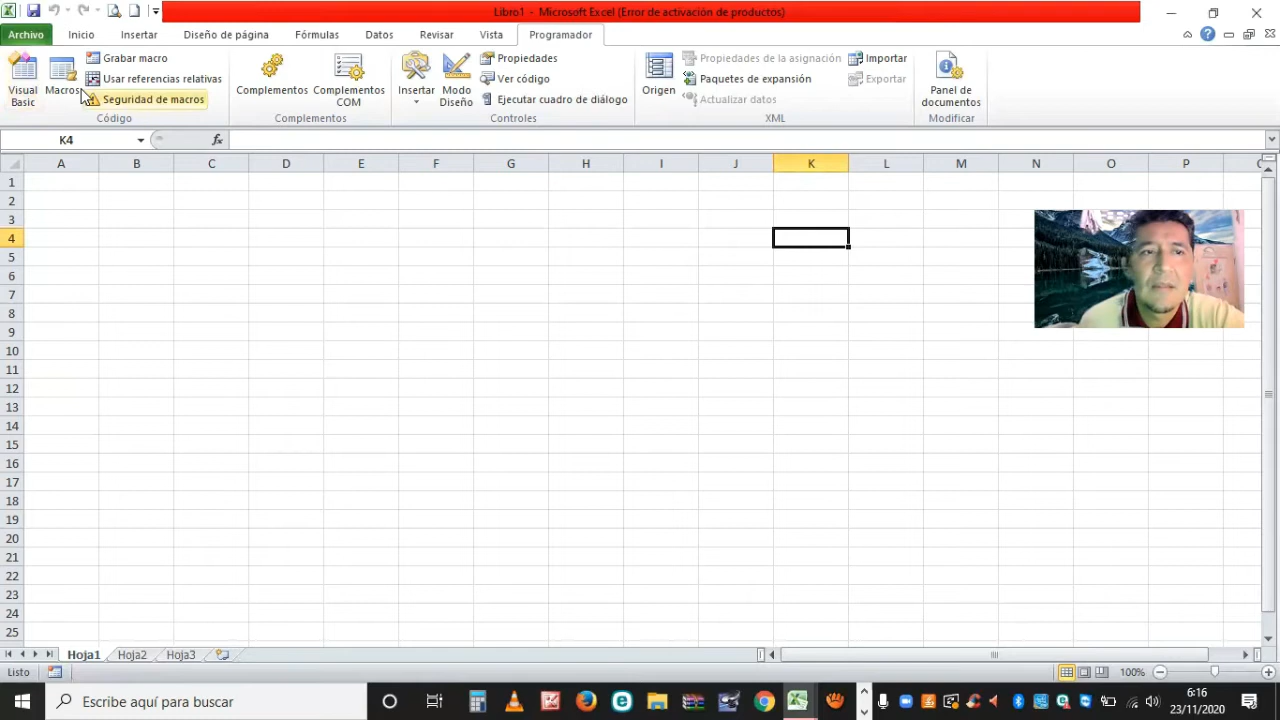 Libro1 - Microsoft Excel (Error de activación de productos)
Archivo Inicio Insertar Diseño de página Fórmulas Datos Revisar Vista Programador
Visual Basic
Macros
Grabar macro
Usar referencias relativas
Seguridad de macros
Código
Complementos
Complementos COM
Complementos
Insertar
Modo Diseño
Propiedades
Ver código
Ejecutar cuadro de diálogo
Controles
Origen
Propiedades de la asignación
Paquetes de expansión
Actualizar datos
Importar
Exportar
XML
Panel de documentos
Modificar
K4
fx
A B C D E F G H I J K L M N O P
1
2
3
4
5
6
7
8
9
10
11
12
13
14
15
16
17
18
19
20
21
22
23
24
25
Hoja1 Hoja2 Hoja3
Listo
100%
Escribe aquí para buscar
6:16
23/11/2020